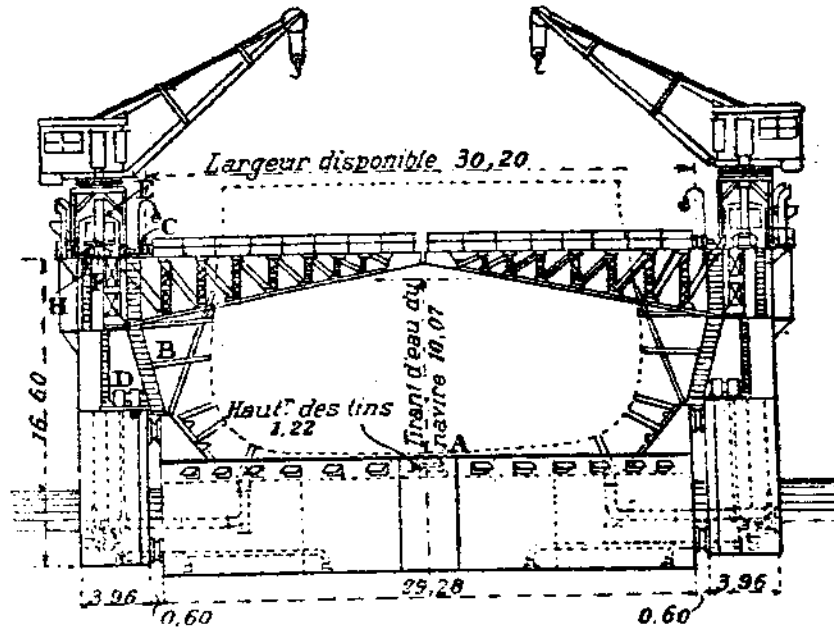 Largeur disponible 30,20
E
C
H
F
B
D
16.60
Tirant d'eau du
navire 10,07
Haut.r des tins
1,22
A
29,28
3.96
3.96
0,60
0.60